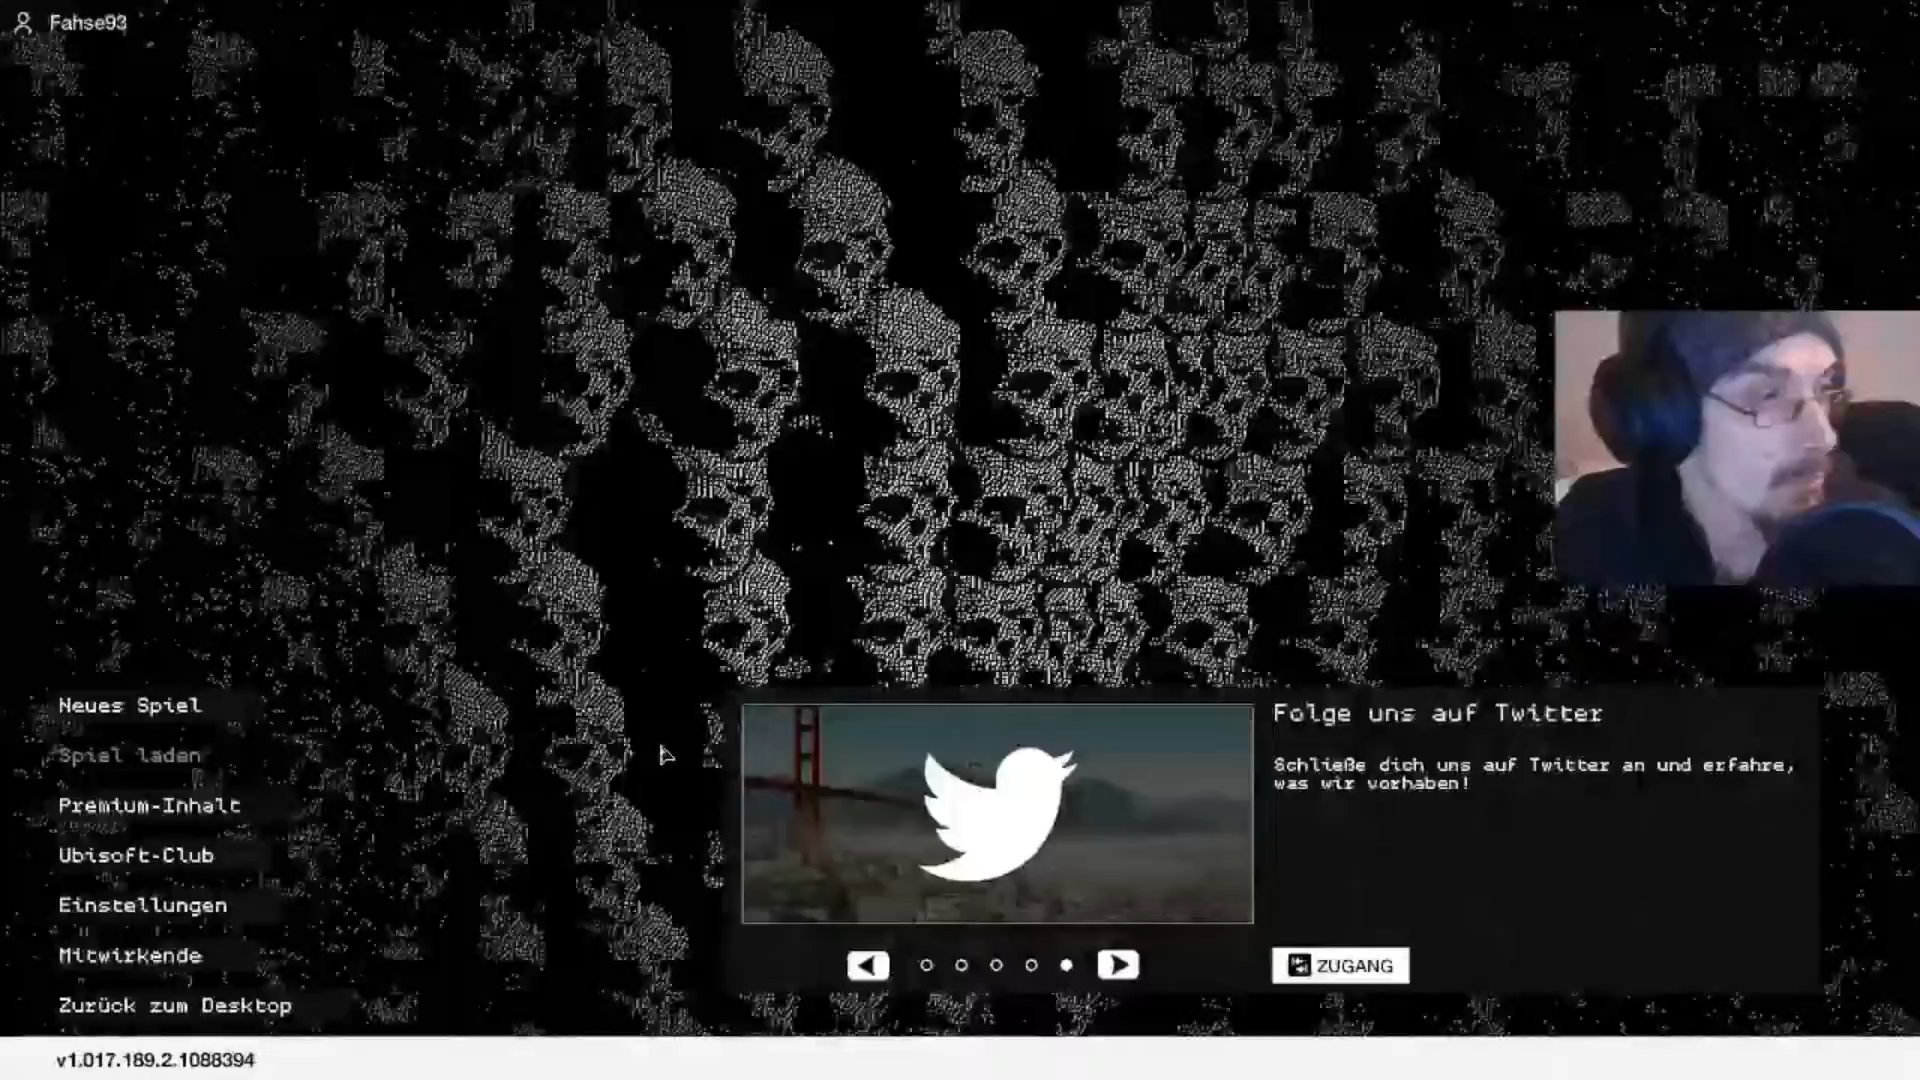 Fahse93
Neues Spiel
Spiel laden
Premium-Inhalt
Ubisoft-Club
Einstellungen
Mitwirkende
Zurück zum Desktop
Folge uns auf Twitter
Schließe dich uns auf Twitter an und erfahre,
was wir vorhaben!
ZUGANG
v1.017.189.2.1088394